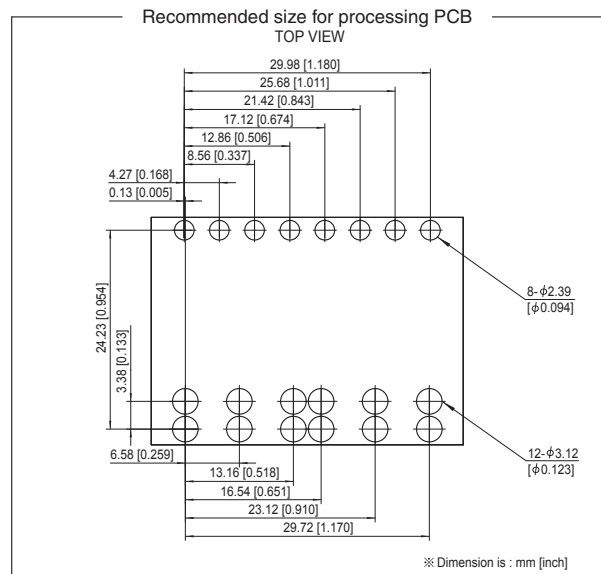 Recommended size for processing PCB
TOP VIEW
29.98 [1.180]
25.68 [1.011]
21.42 [0.843]
17.12 [0.674]
12.86 [0.506]
8.56 [0.337]
4.27 [0.168]
0.13 [0.005]
24.23 [0.954]
3.38 [0.133]
8-ϕ2.39
[ϕ0.094]
12-ϕ3.12
[ϕ0.123]
6.58 [0.259]
13.16 [0.518]
16.54 [0.651]
23.12 [0.910]
29.72 [1.170]
※ Dimension is : mm [inch]